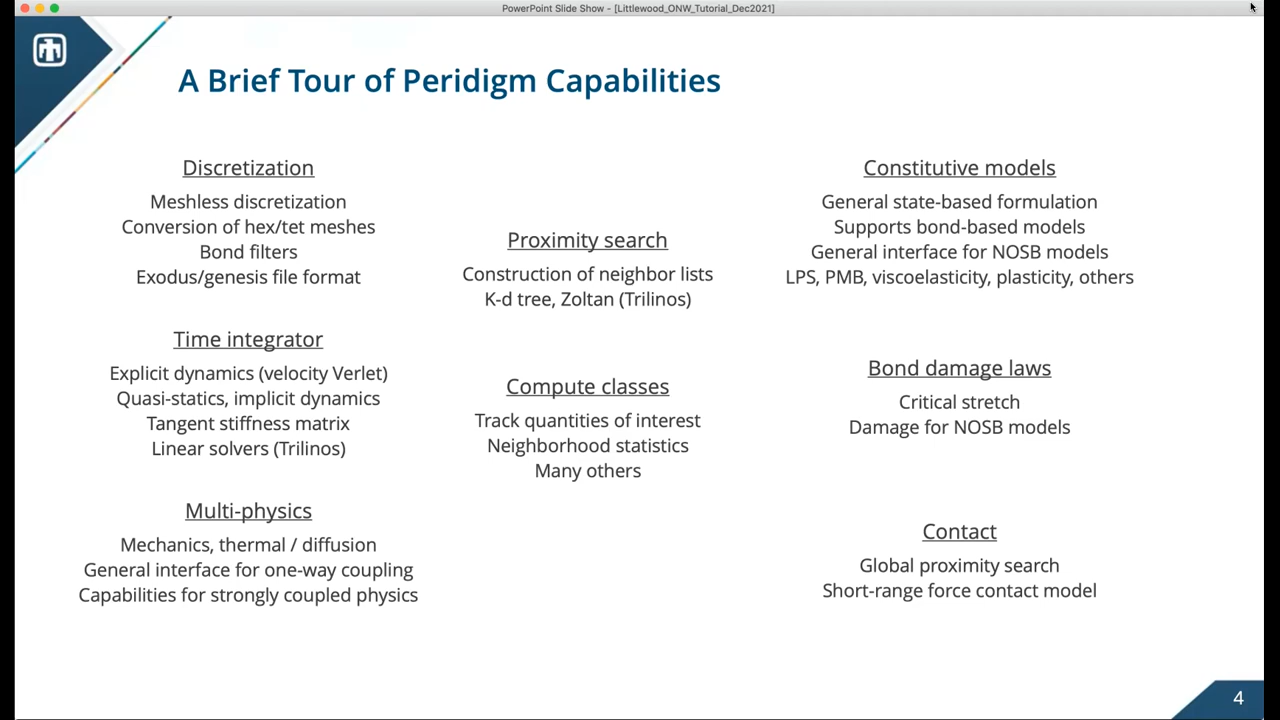 PowerPoint Slide Show - [Littlewood_ONW_Tutorial_Dec2021]
A Brief Tour of Peridigm Capabilities
Discretization
Meshless discretization
Conversion of hex/tet meshes
Bond filters
Exodus/genesis file format
Time integrator
Explicit dynamics (velocity Verlet)
Quasi-statics, implicit dynamics
Tangent stiffness matrix
Linear solvers (Trilinos)
Multi-physics
Mechanics, thermal / diffusion
General interface for one-way coupling
Capabilities for strongly coupled physics
Proximity search
Construction of neighbor lists
K-d tree, Zoltan (Trilinos)
Compute classes
Track quantities of interest
Neighborhood statistics
Many others
Constitutive models
General state-based formulation
Supports bond-based models
General interface for NOSB models
LPS, PMB, viscoelasticity, plasticity, others
Bond damage laws
Critical stretch
Damage for NOSB models
Contact
Global proximity search
Short-range force contact model
4